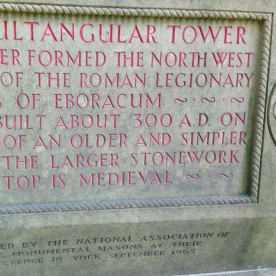 ULTANGULAR TOWER
ER FORMED THE NORTH WEST
OF THE ROMAN LEGIONARY
S OF EBORACUM ~ ~ ~
BUILT ABOUT 300 A.D. ON
OF AN OLDER AND SIMPLER
THE LARGER STONEWORK
TOP IS MEDIEVAL ~ ~
ED BY THE NATIONAL ASSOCIATION OF
MONUMENTAL MASONS AT THEIR
IN YORK SEPTEMBER 1965